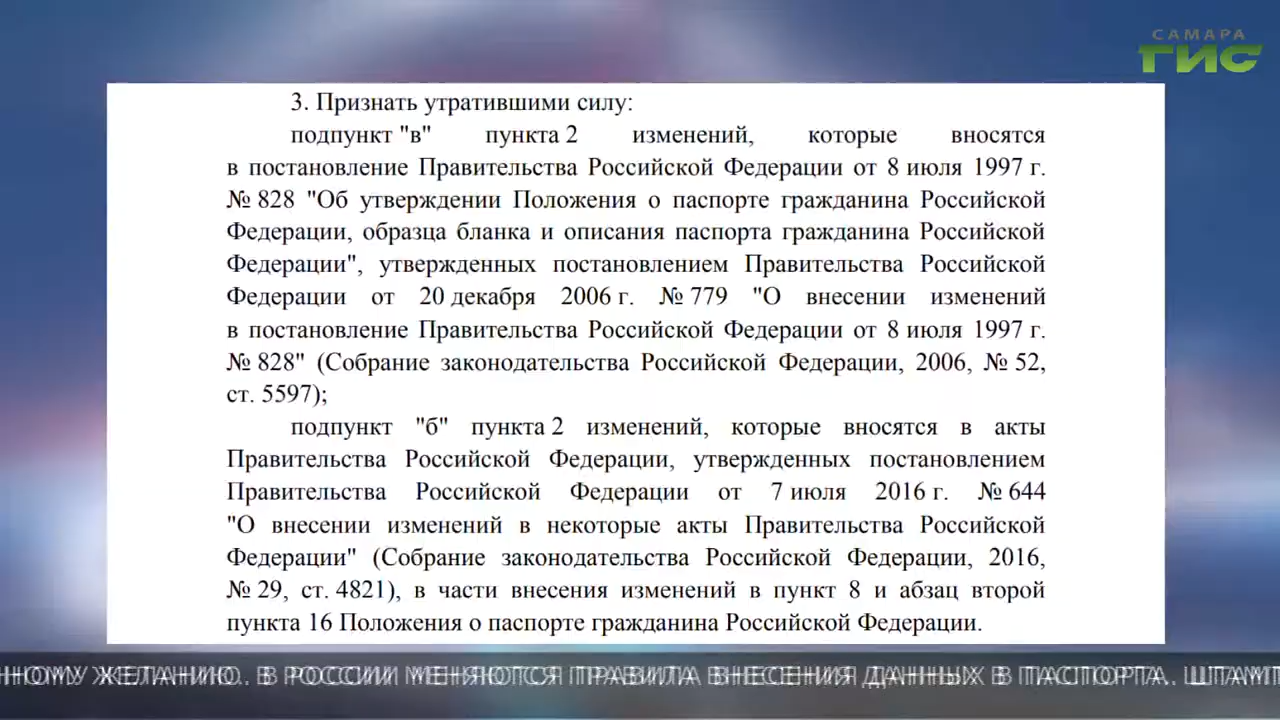 САМАРА
ГИС
3. Признать утратившими силу:
подпункт "в" пункта 2 изменений, которые вносятся
в постановление Правительства Российской Федерации от 8 июля 1997 г.
№ 828 "Об утверждении Положения о паспорте гражданина Российской
Федерации, образца бланка и описания паспорта гражданина Российской
Федерации", утвержденных постановлением Правительства Российской
Федерации от 20 декабря 2006 г. № 779 "О внесении изменений
в постановление Правительства Российской Федерации от 8 июля 1997 г.
№ 828" (Собрание законодательства Российской Федерации, 2006, № 52,
ст. 5597);
подпункт "б" пункта 2 изменений, которые вносятся в акты
Правительства Российской Федерации, утвержденных постановлением
Правительства Российской Федерации от 7 июля 2016 г. № 644
"О внесении изменений в некоторые акты Правительства Российской
Федерации" (Собрание законодательства Российской Федерации, 2016,
№ 29, ст. 4821), в части внесения изменений в пункт 8 и абзац второй
пункта 16 Положения о паспорте гражданина Российской Федерации.
ННОМУ ЖЕЛАНИЮ. В РОССИИ МЕНЯЮТСЯ ПРАВИЛА ВНЕСЕНИЯ ДАННЫХ В ПАСПОРТА. ШТАМП